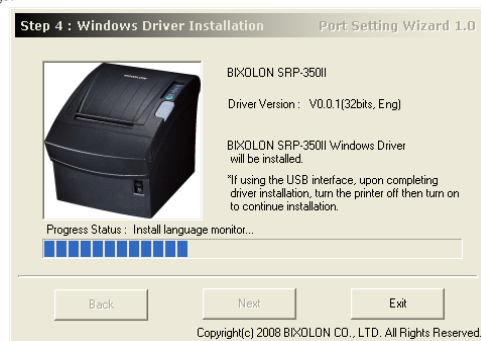 Step 4 : Windows Driver Installation
Port Setting Wizard 1.0
BIXOLON SRP-350II
Driver Version : V0.0.1(32bits, Eng)
BIXOLON SRP-350II Windows Driver
will be installed.
*If using the USB interface, upon completing
driver installation, turn the printer off then turn on
to continue installation.
Progress Status : Install language monitor...
Back
Next
Exit
Copyright(c) 2008 BIXOLON CO., LTD. All Rights Reserved.